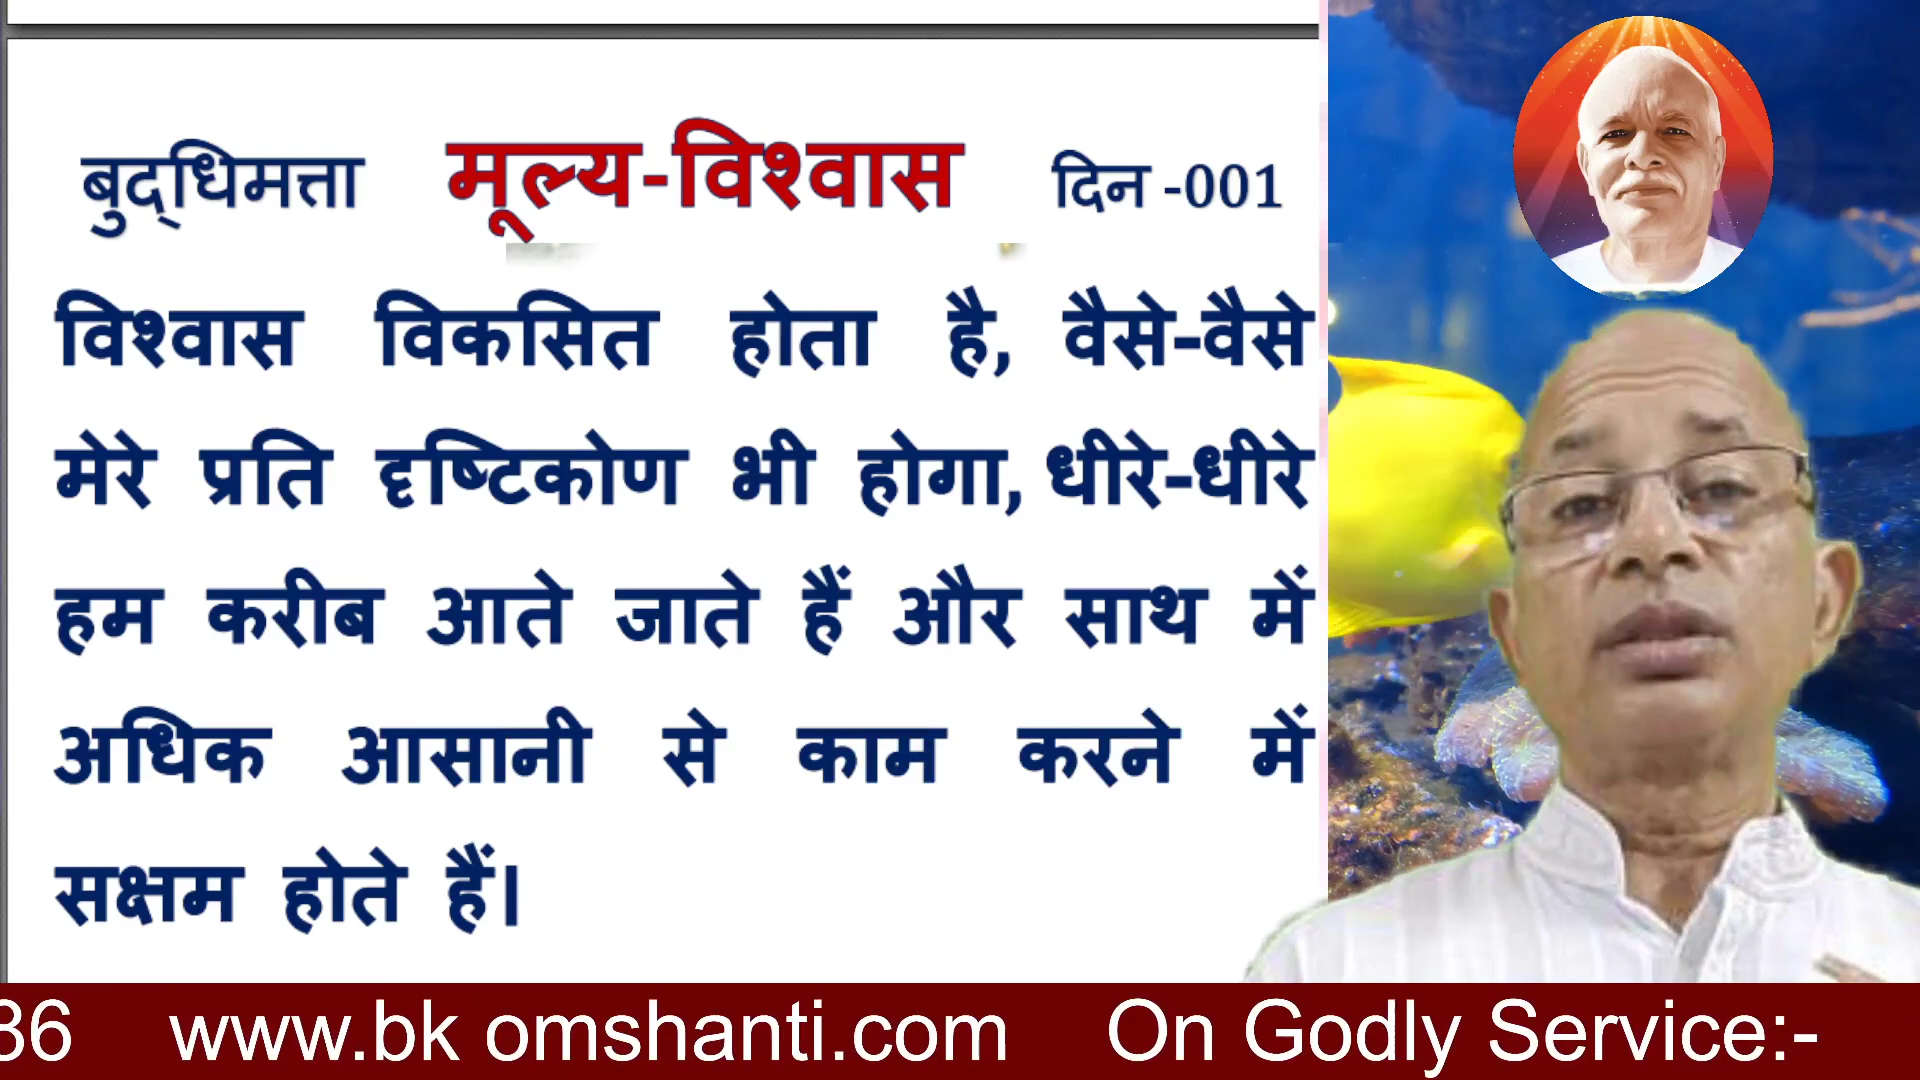 बुद्धिमत्ता मूल्य-विश्वास दिन -001
विश्वास विकसित होता है, वैसे-वैसे
मेरे प्रति दृष्टिकोण भी होगा, धीरे-धीरे
हम करीब आते जाते हैं और साथ में
अधिक आसानी से काम करने में
सक्षम होते हैं।
36 www.bk omshanti.com On Godly Service:-